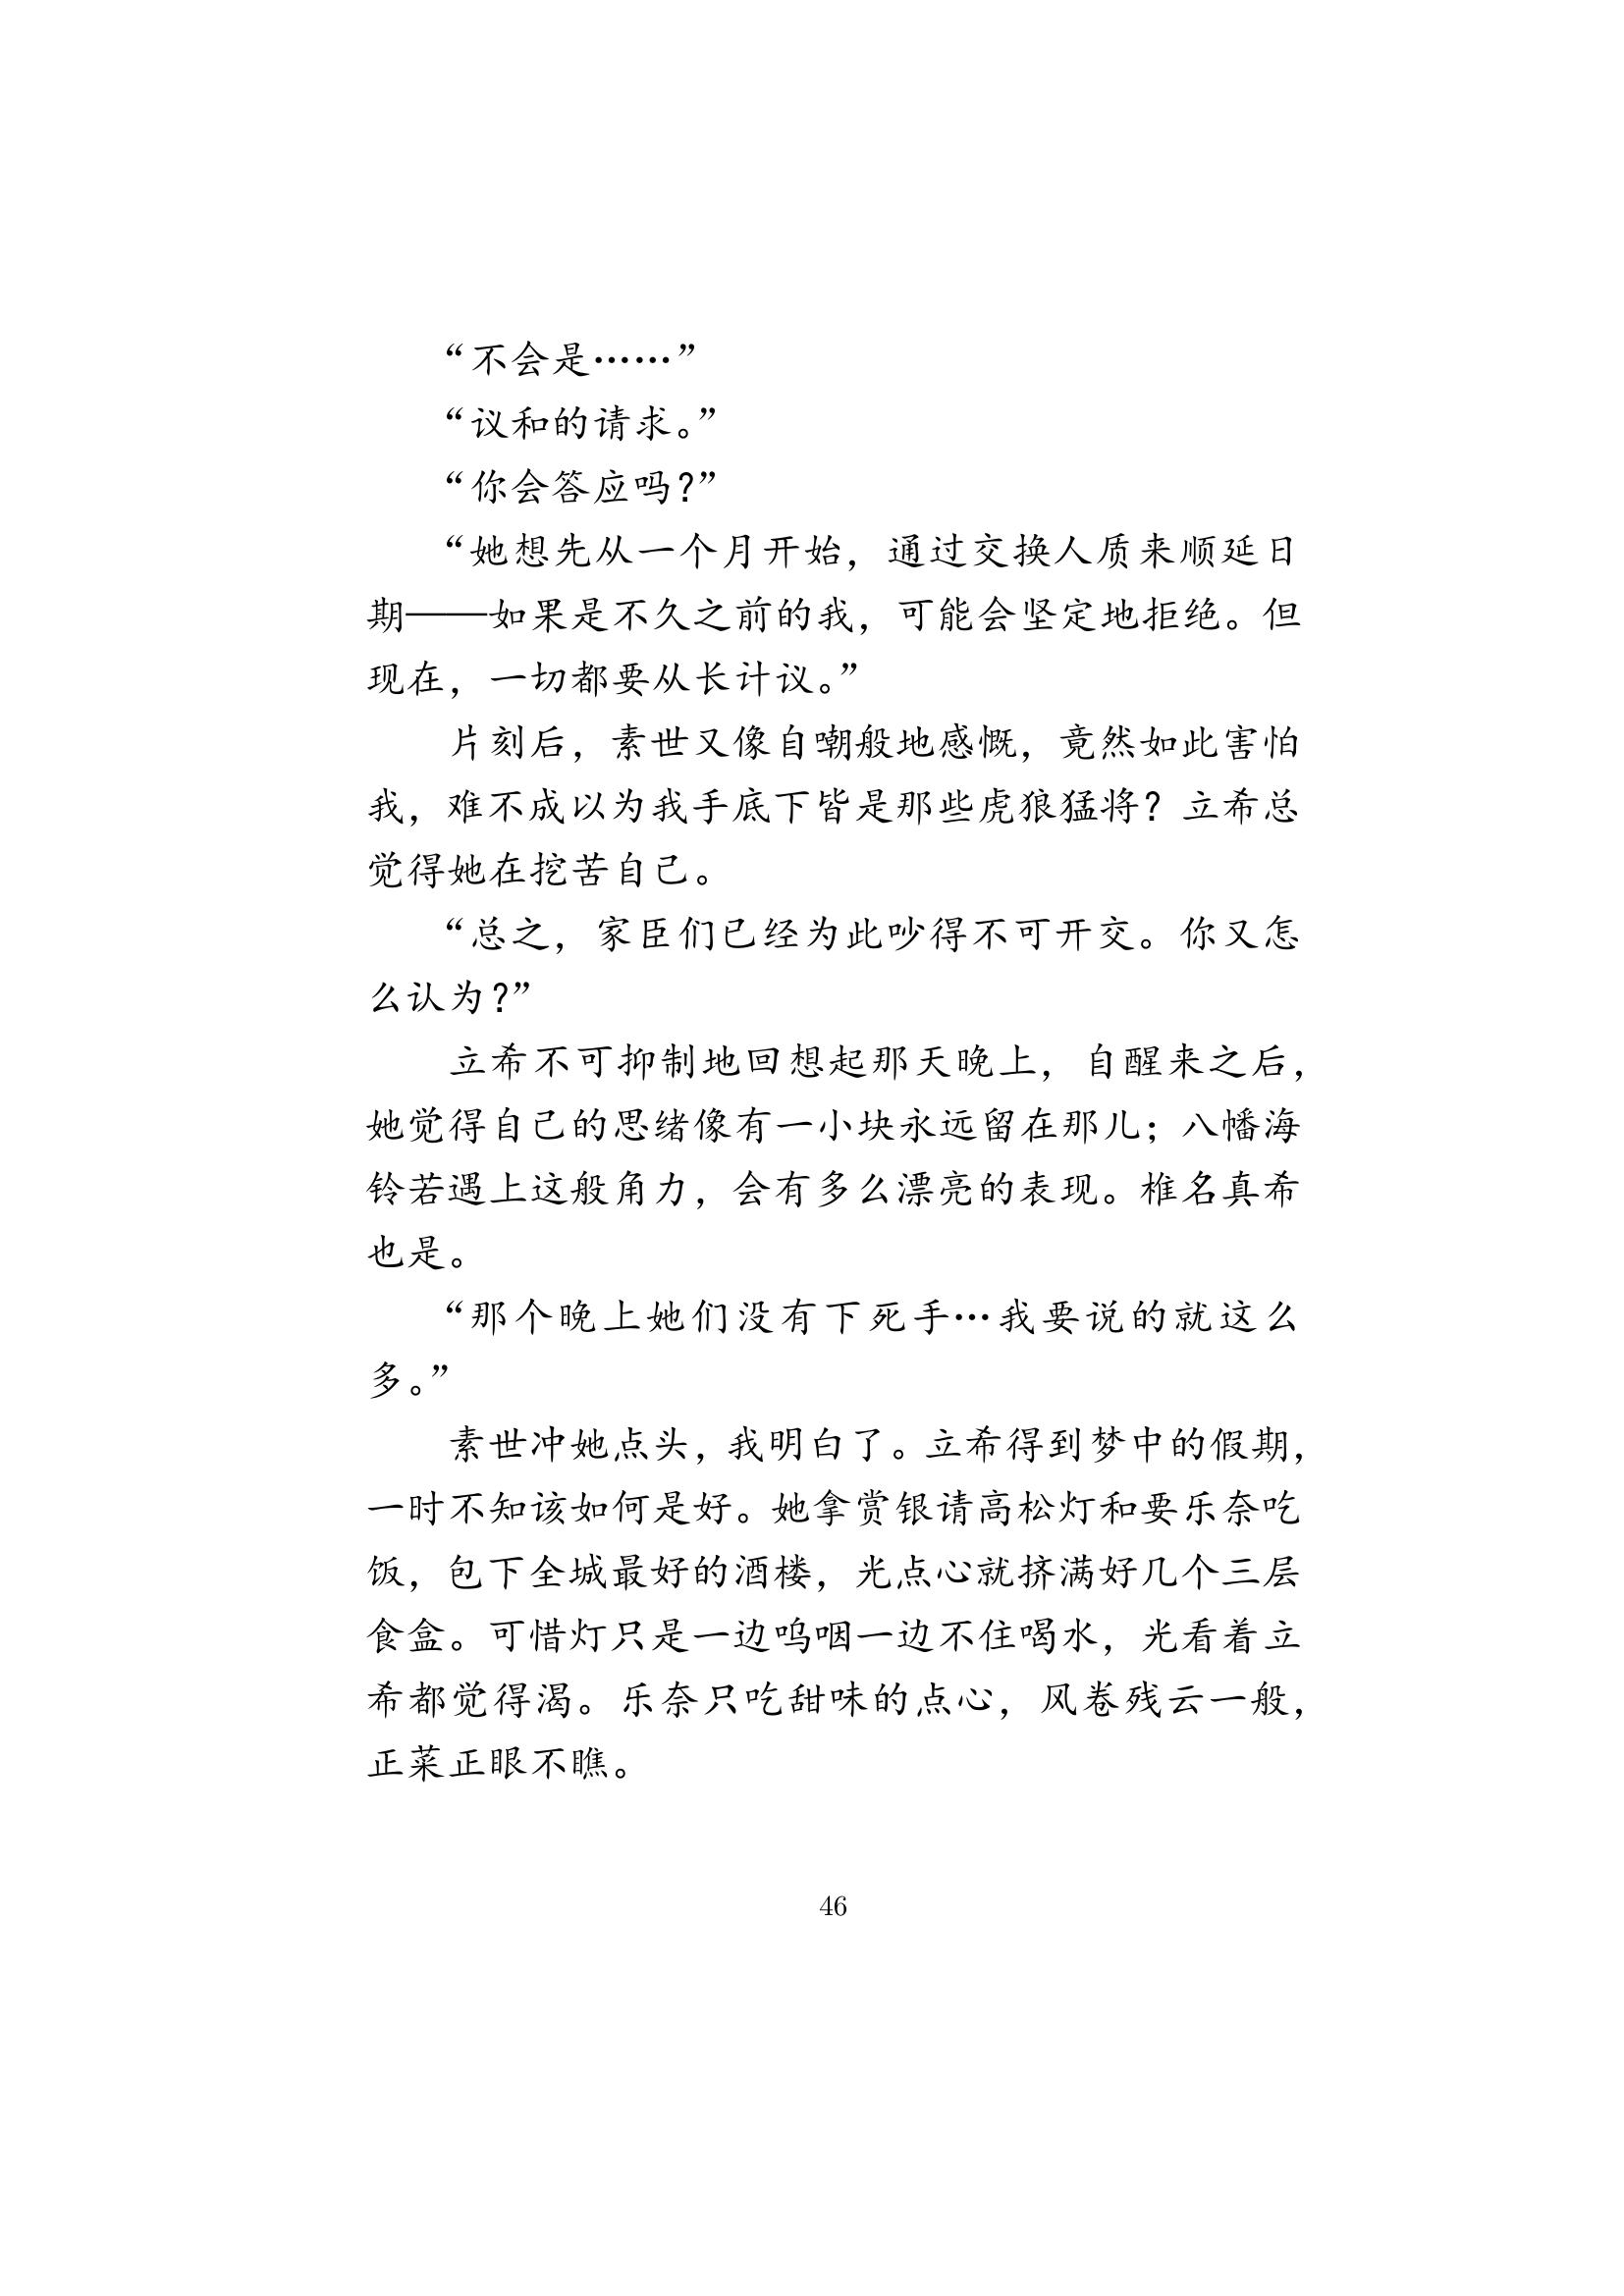 “不会是……”
“议和的请求。”
“你会答应吗？”
“她想先从一个月开始，通过交换人质来顺延日
期——如果是不久之前的我，可能会坚定地拒绝。但
现在，一切都要从长计议。”
片刻后，素世又像自嘲般地感慨，竟然如此害怕
我，难不成以为我手底下皆是那些虎狼猛将？立希总
觉得她在挖苦自己。
“总之，家臣们已经为此吵得不可开交。你又怎
么认为？”
立希不可抑制地回想起那天晚上，自醒来之后，
她觉得自己的思绪像有一小块永远留在那儿；八幡海
铃若遇上这般角力，会有多么漂亮的表现。椎名真希
也是。
“那个晚上她们没有下死手…我要说的就这么
多。”
素世冲她点头，我明白了。立希得到梦中的假期，
一时不知该如何是好。她拿赏银请高松灯和要乐奈吃
饭，包下全城最好的酒楼，光点心就挤满好几个三层
食盒。可惜灯只是一边呜咽一边不住喝水，光看着立
希都觉得渴。乐奈只吃甜味的点心，风卷残云一般，
正菜正眼不瞧。
46